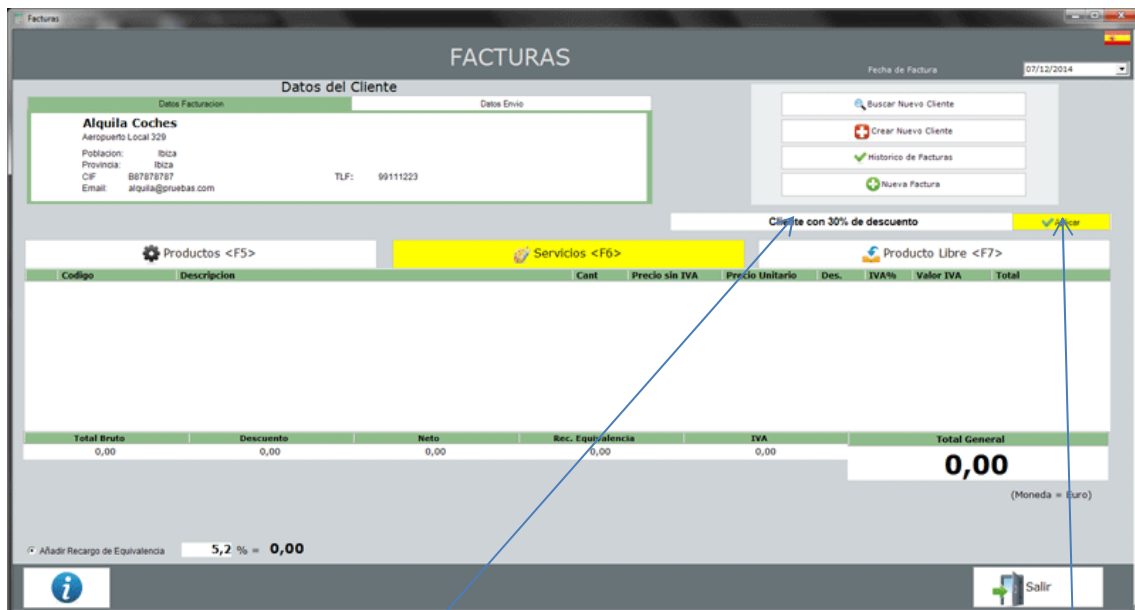 Facturas
FACTURAS
Fecha de Factura 07/12/2014
Datos del Cliente
Datos Facturacion Datos Envio
Alquila Coches
Aeropuerto Local 329
Poblacion: Ibiza
Provincia: Ibiza
CIF B87878787 TLF: 99111223
Email: alquila@pruebas.com
Buscar Nuevo Cliente
Crear Nuevo Cliente
Historico de Facturas
Nueva Factura
Cliente con 30% de descuento Aplicar
Productos <F5> Servicios <F6> Producto Libre <F7>
Codigo Descripcion Cant Precio sin IVA Precio Unitario Des. IVA% Valor IVA Total
Total Bruto Descuento Neto Rec. Equivalencia IVA Total General
0,00 0,00 0,00 0,00 0,00 0,00
(Moneda = Euro)
Añadir Recargo de Equivalencia 5,2 % = 0,00
Salir